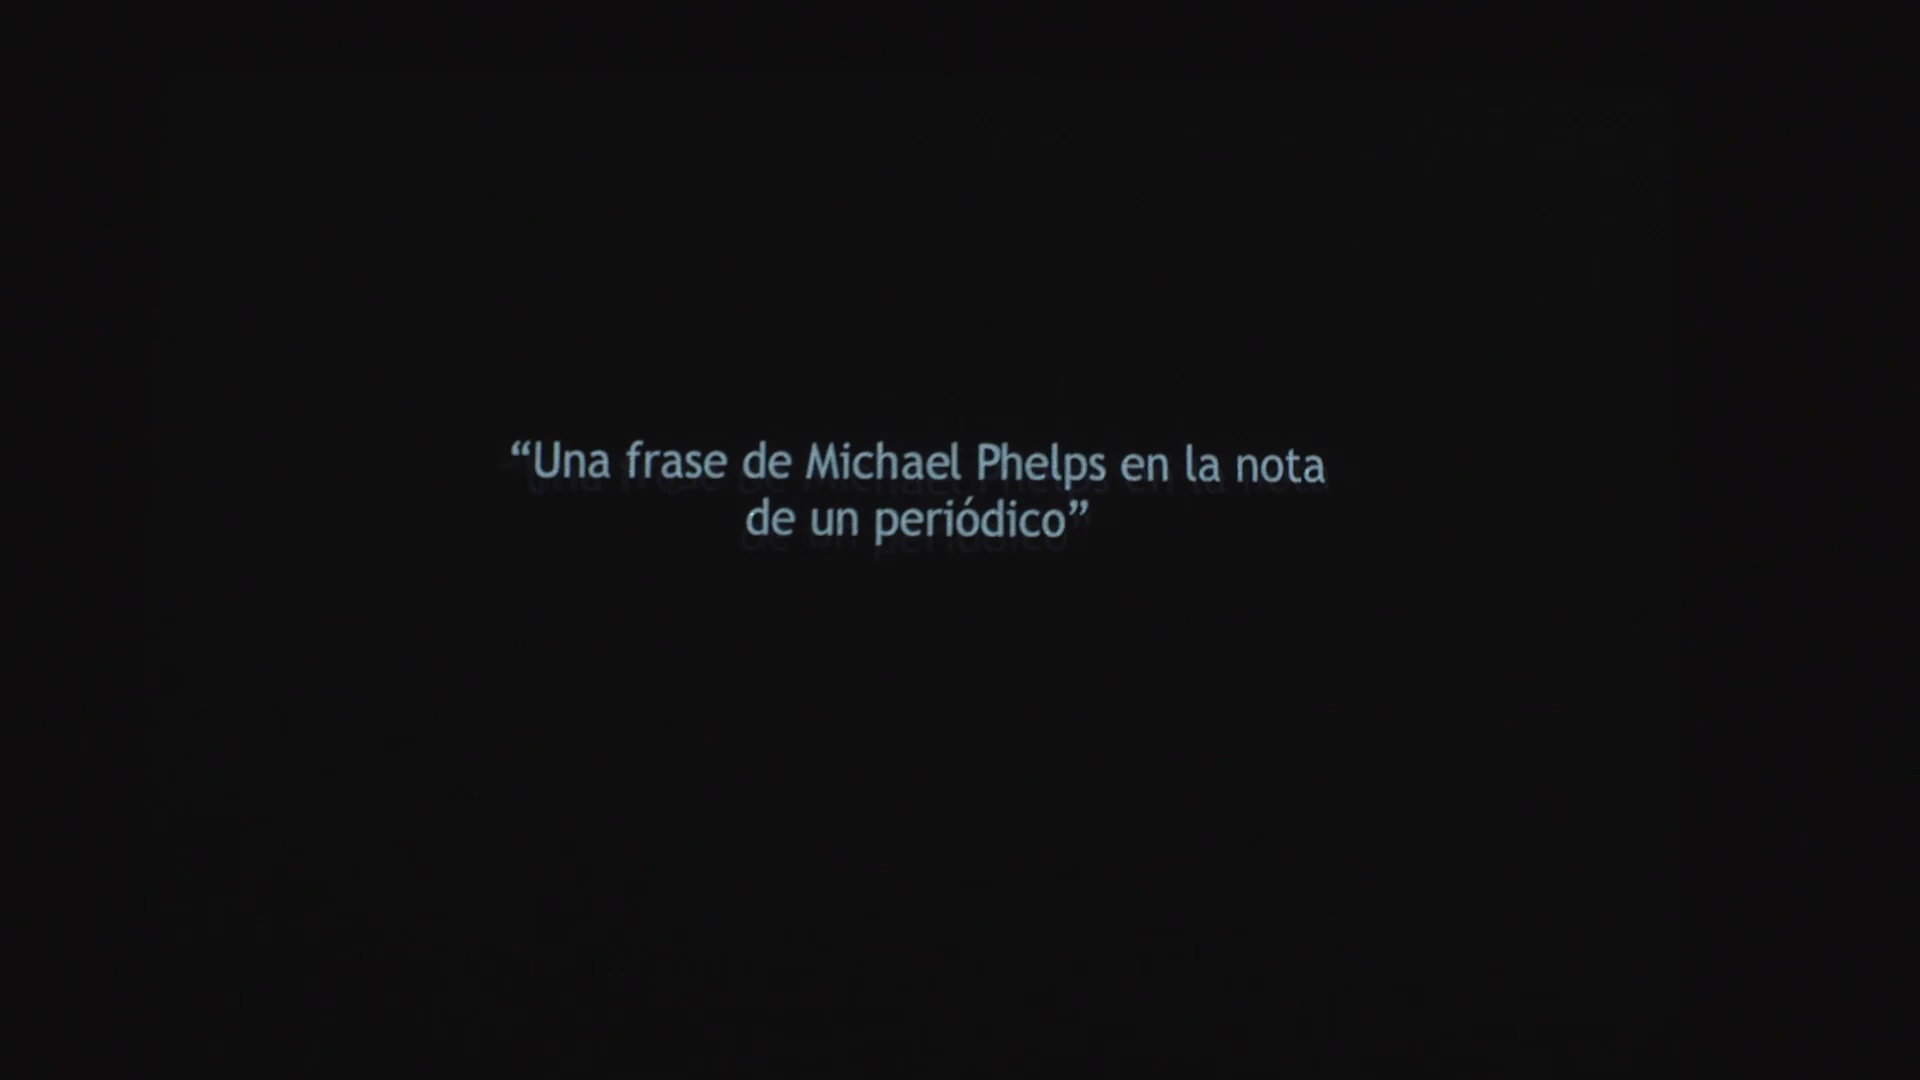 “Una frase de Michael Phelps en la nota
de un periódico”